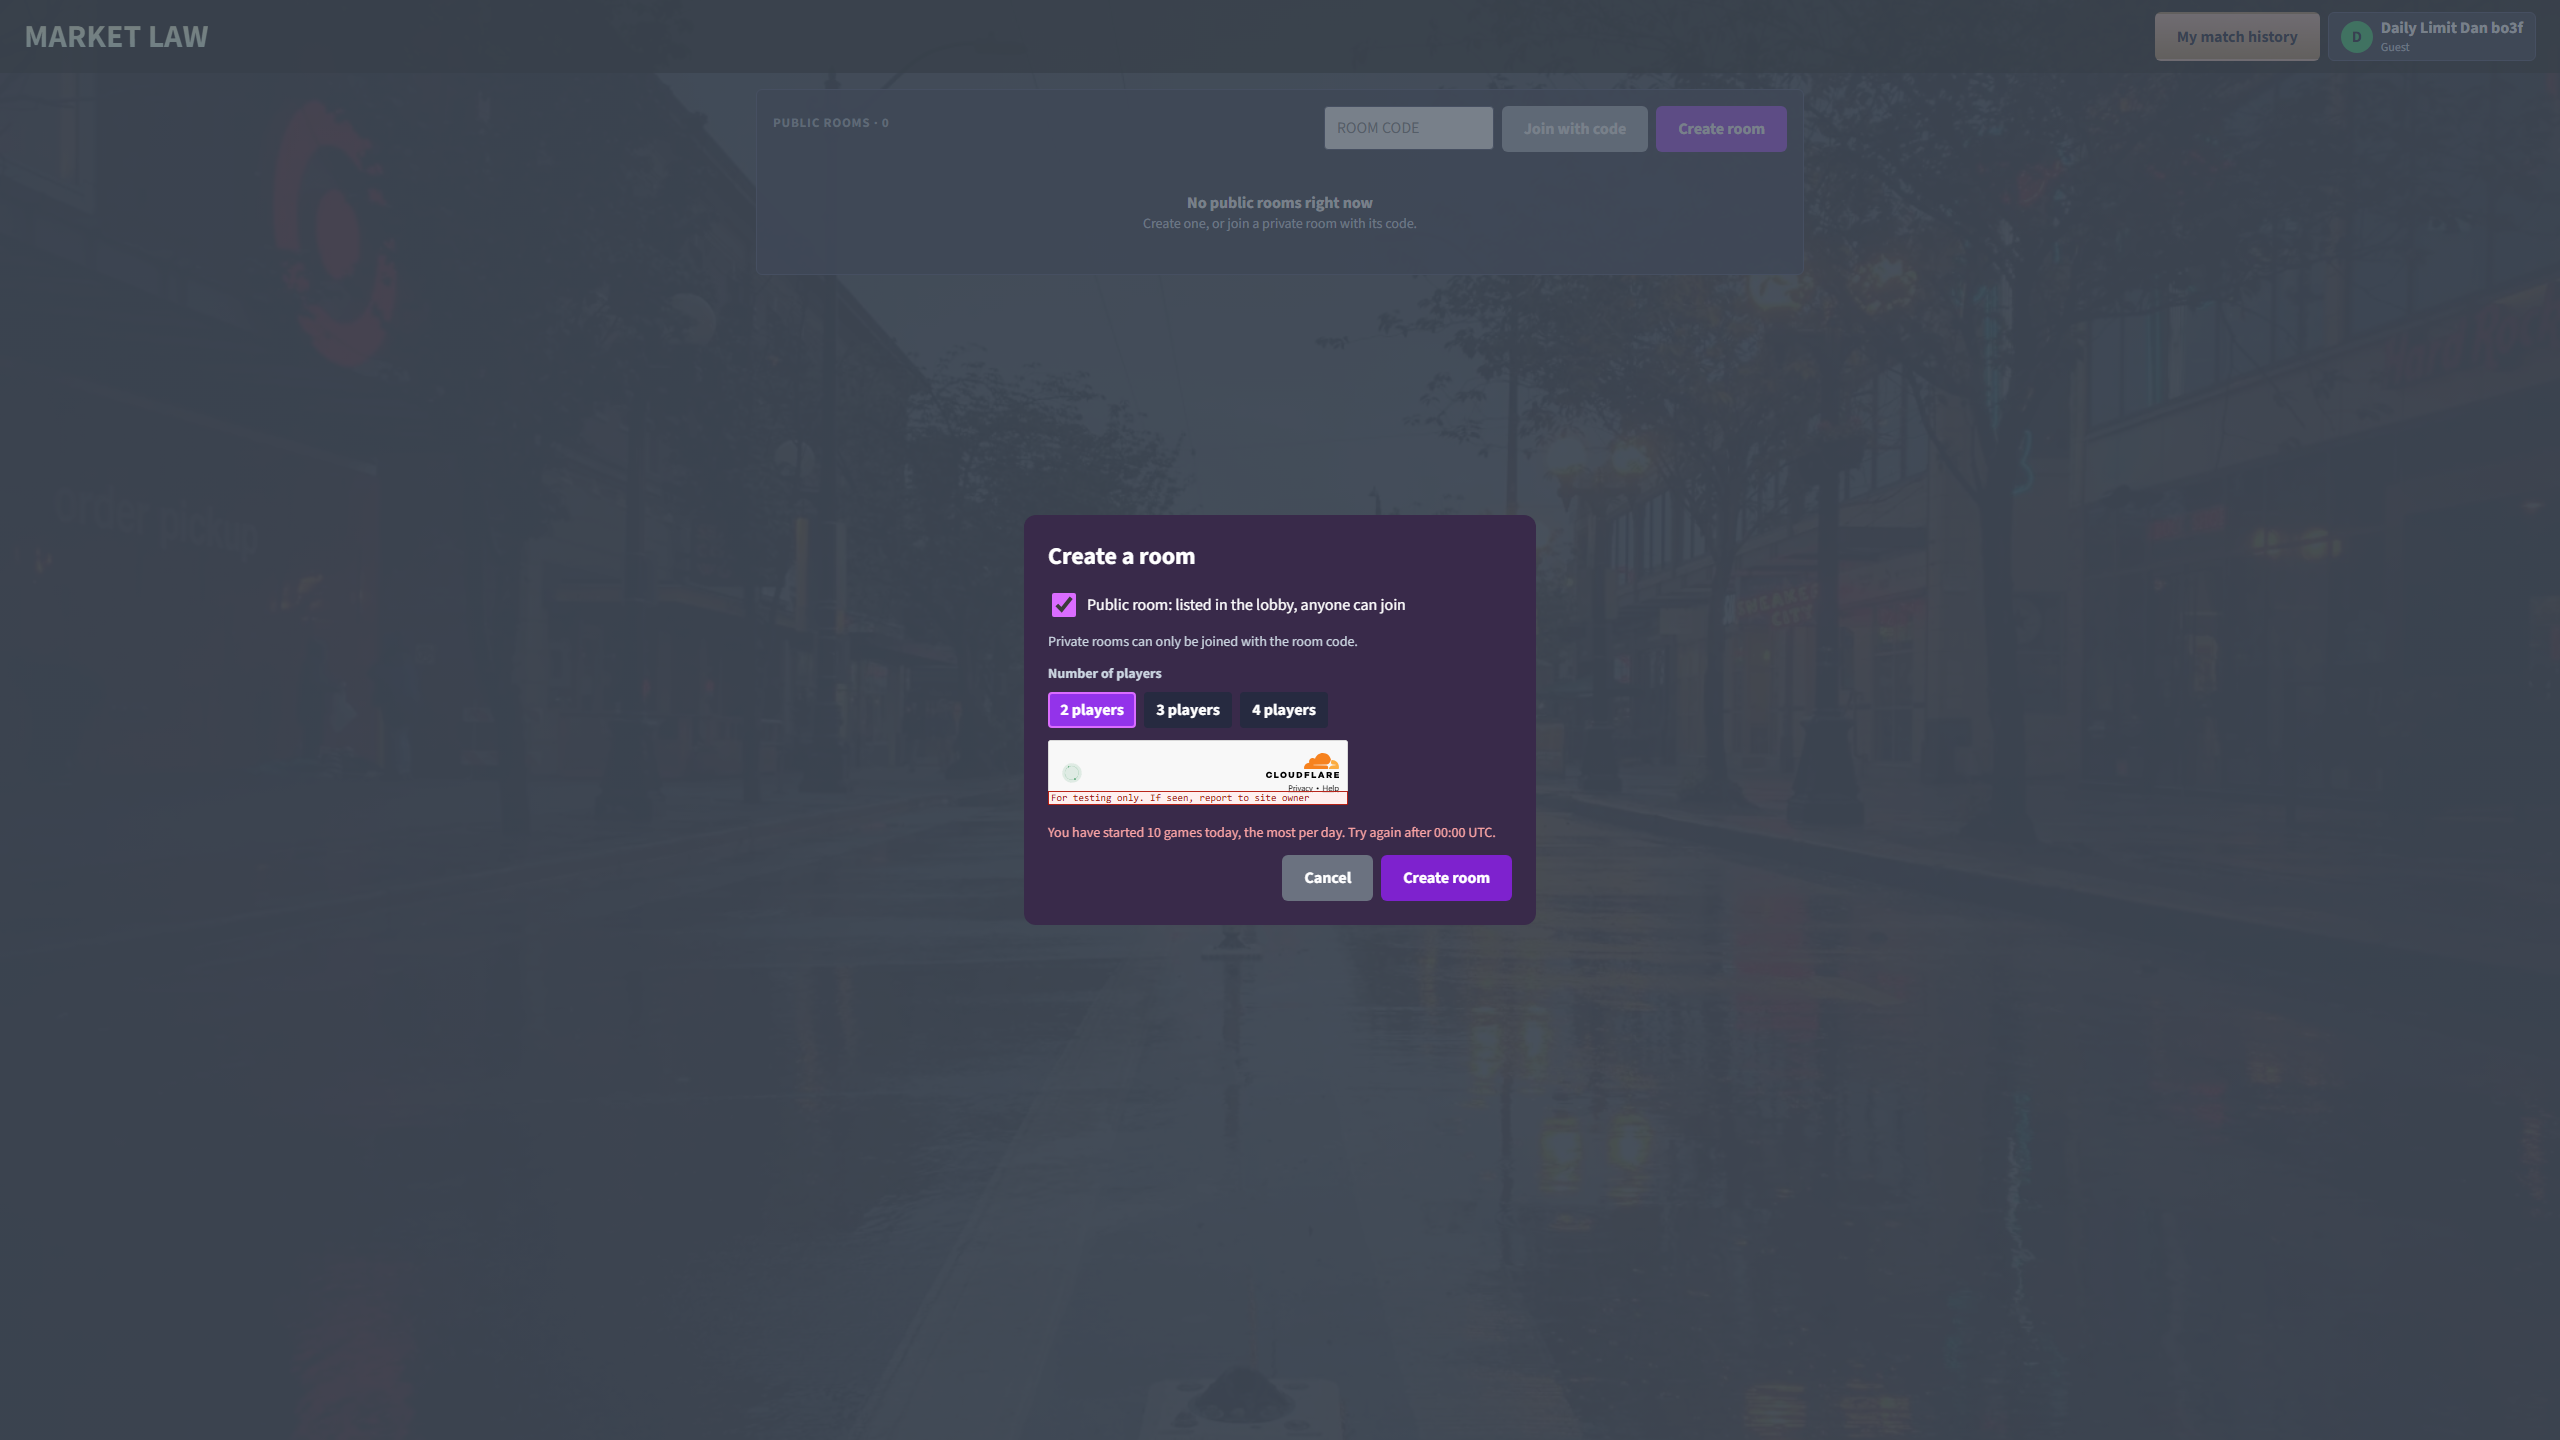 MARKET LAW
My match history
D
Daily Limit Dan bo3f
Guest
PUBLIC ROOMS · 0
ROOM CODE
Join with code
Create room
No public rooms right now
Create one, or join a private room with its code.
order pickup
SNEAKER
CITY
Create a room
Public room: listed in the lobby, anyone can join
Private rooms can only be joined with the room code.
Number of players
2 players
3 players
4 players
CLOUDFLARE
Privacy • Help
For testing only. If seen, report to site owner
You have started 10 games today, the most per day. Try again after 00:00 UTC.
Cancel
Create room